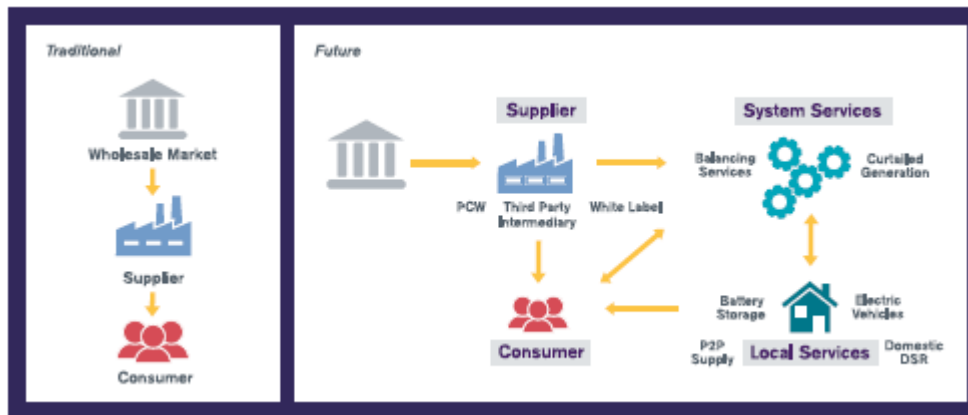 Traditional
Wholesale Market
Supplier
Consumer
Future
Supplier
PCW
Third Party
Intermediary
White Label
Consumer
System Services
Balancing
Services
Curtailed
Generation
Battery
Storage
Electric
Vehicles
P2P
Supply
Local Services
Domestic
DSR